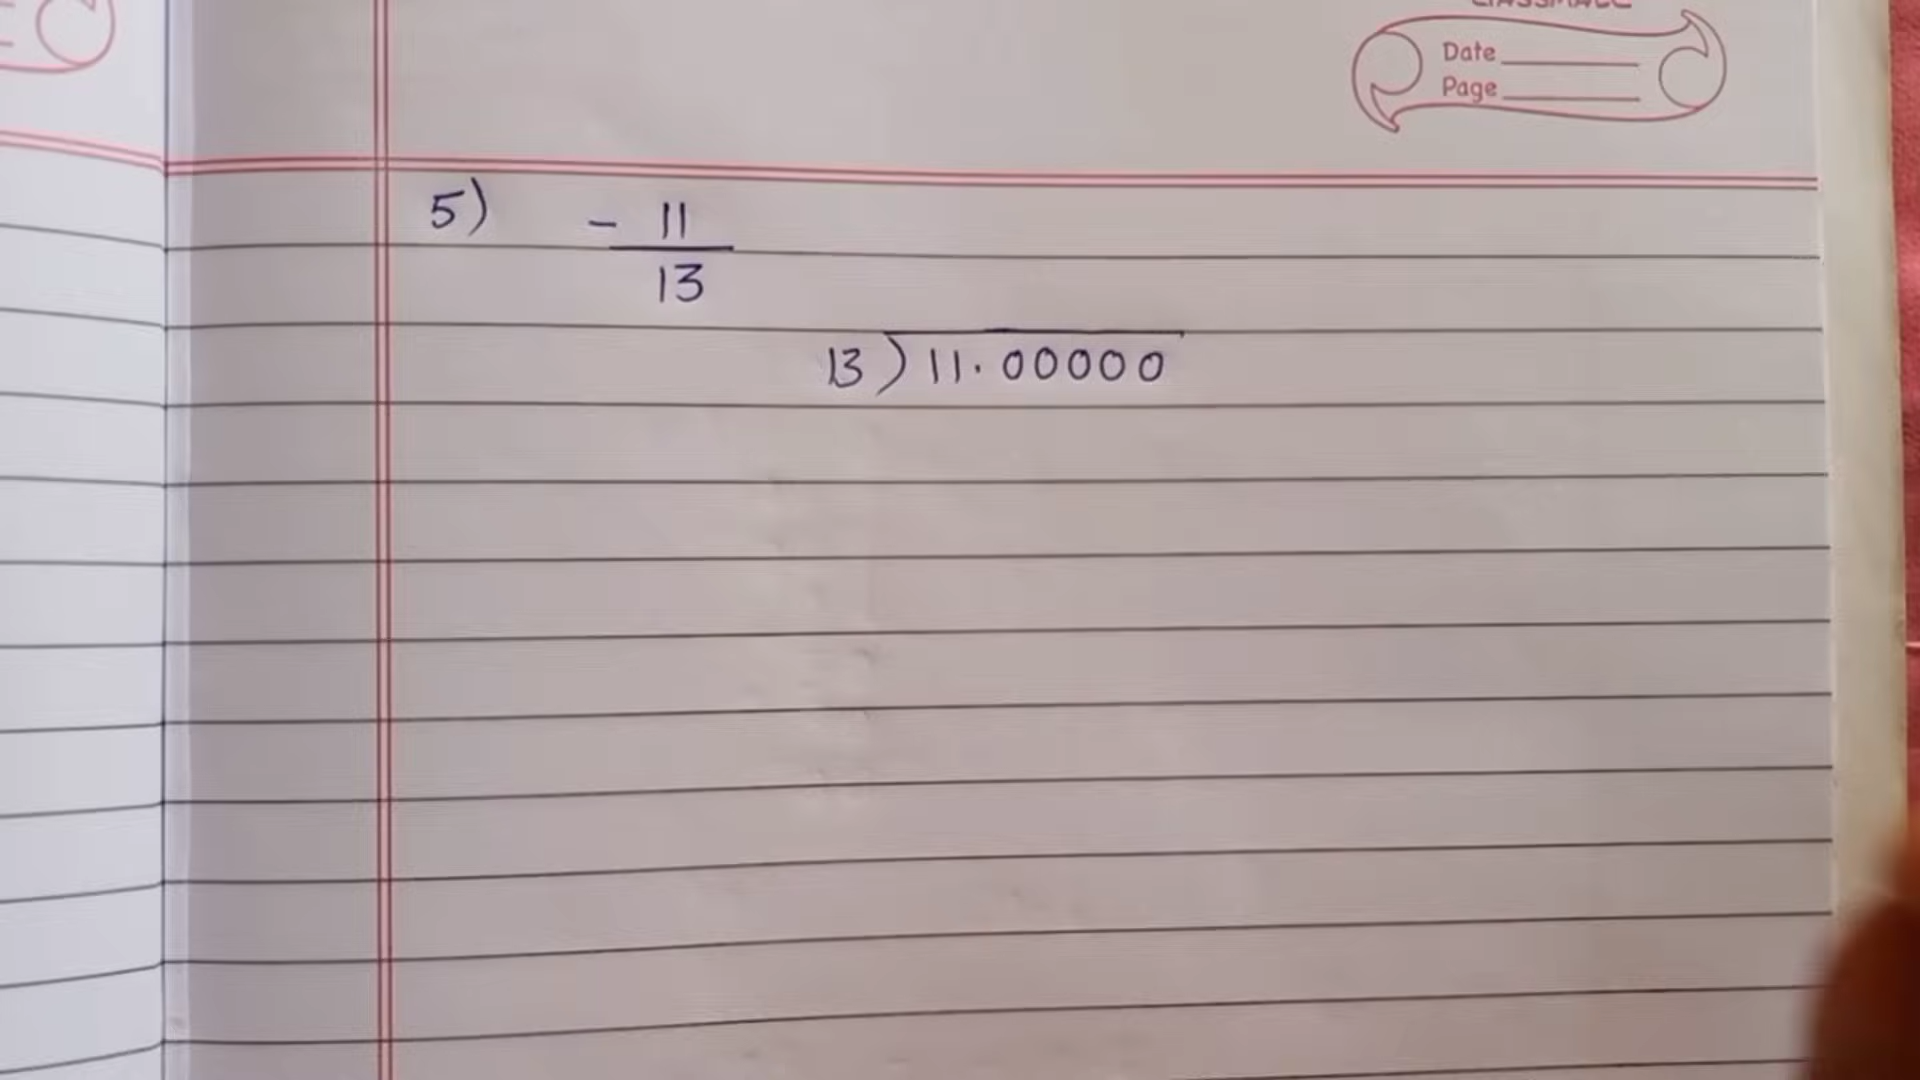 Date
Page
5) - 11
13
13 ) 11.00000